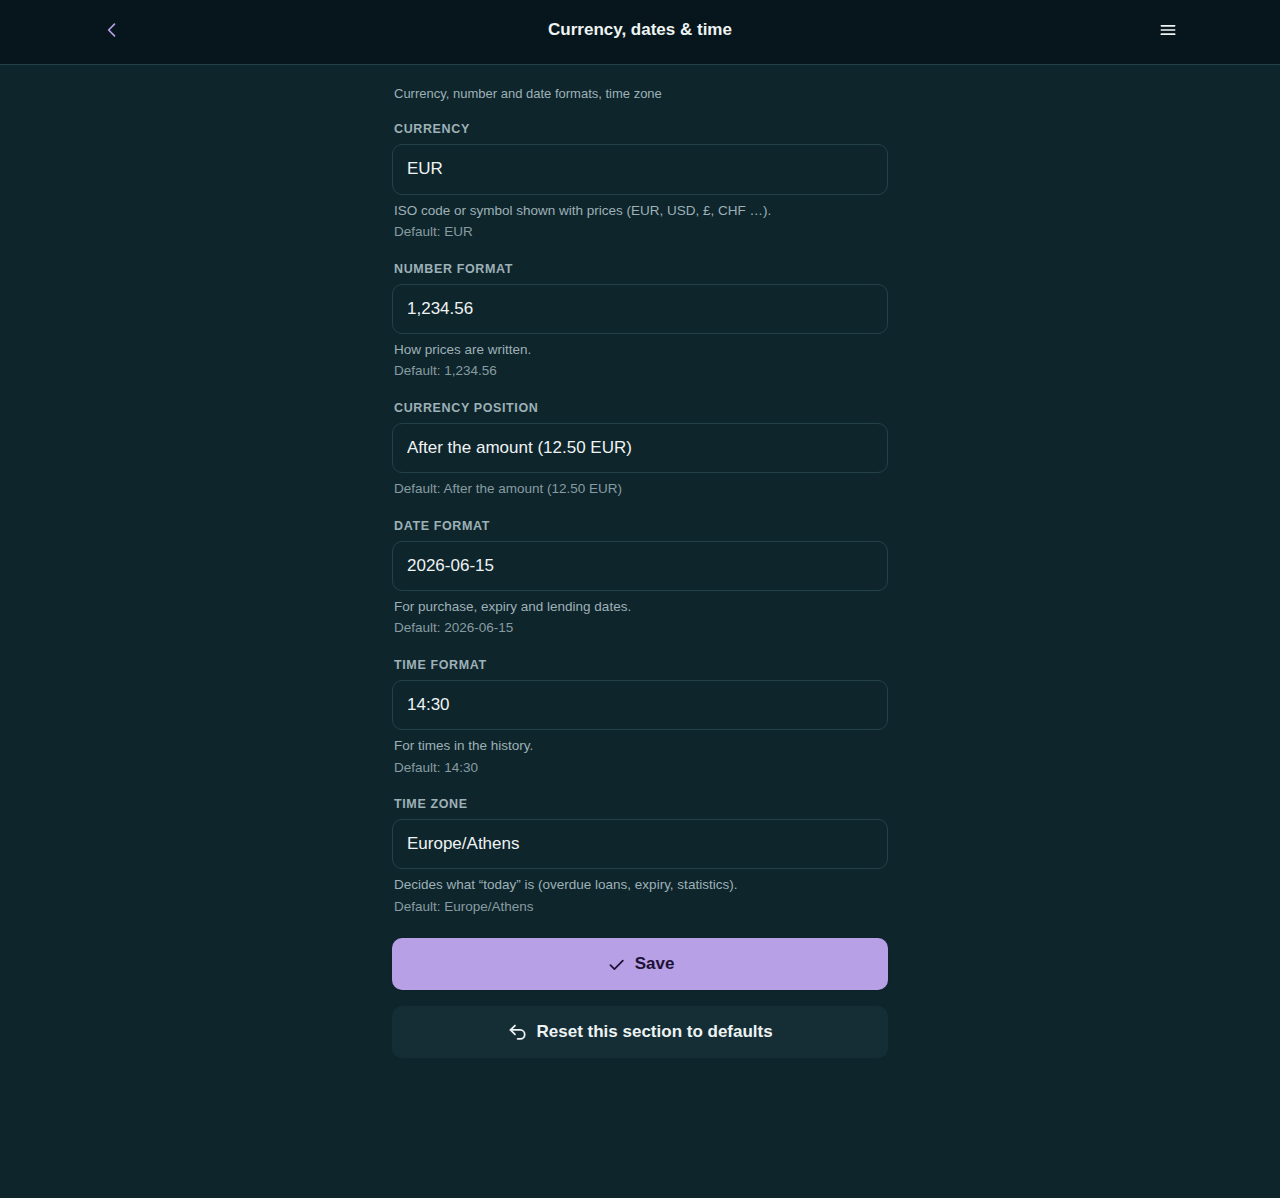 Currency, dates & time
Currency, number and date formats, time zone
CURRENCY
EUR
ISO code or symbol shown with prices (EUR, USD, £, CHF …).
Default: EUR
NUMBER FORMAT
1,234.56
How prices are written.
Default: 1,234.56
CURRENCY POSITION
After the amount (12.50 EUR)
Default: After the amount (12.50 EUR)
DATE FORMAT
2026-06-15
For purchase, expiry and lending dates.
Default: 2026-06-15
TIME FORMAT
14:30
For times in the history.
Default: 14:30
TIME ZONE
Europe/Athens
Decides what “today” is (overdue loans, expiry, statistics).
Default: Europe/Athens
Save
Reset this section to defaults